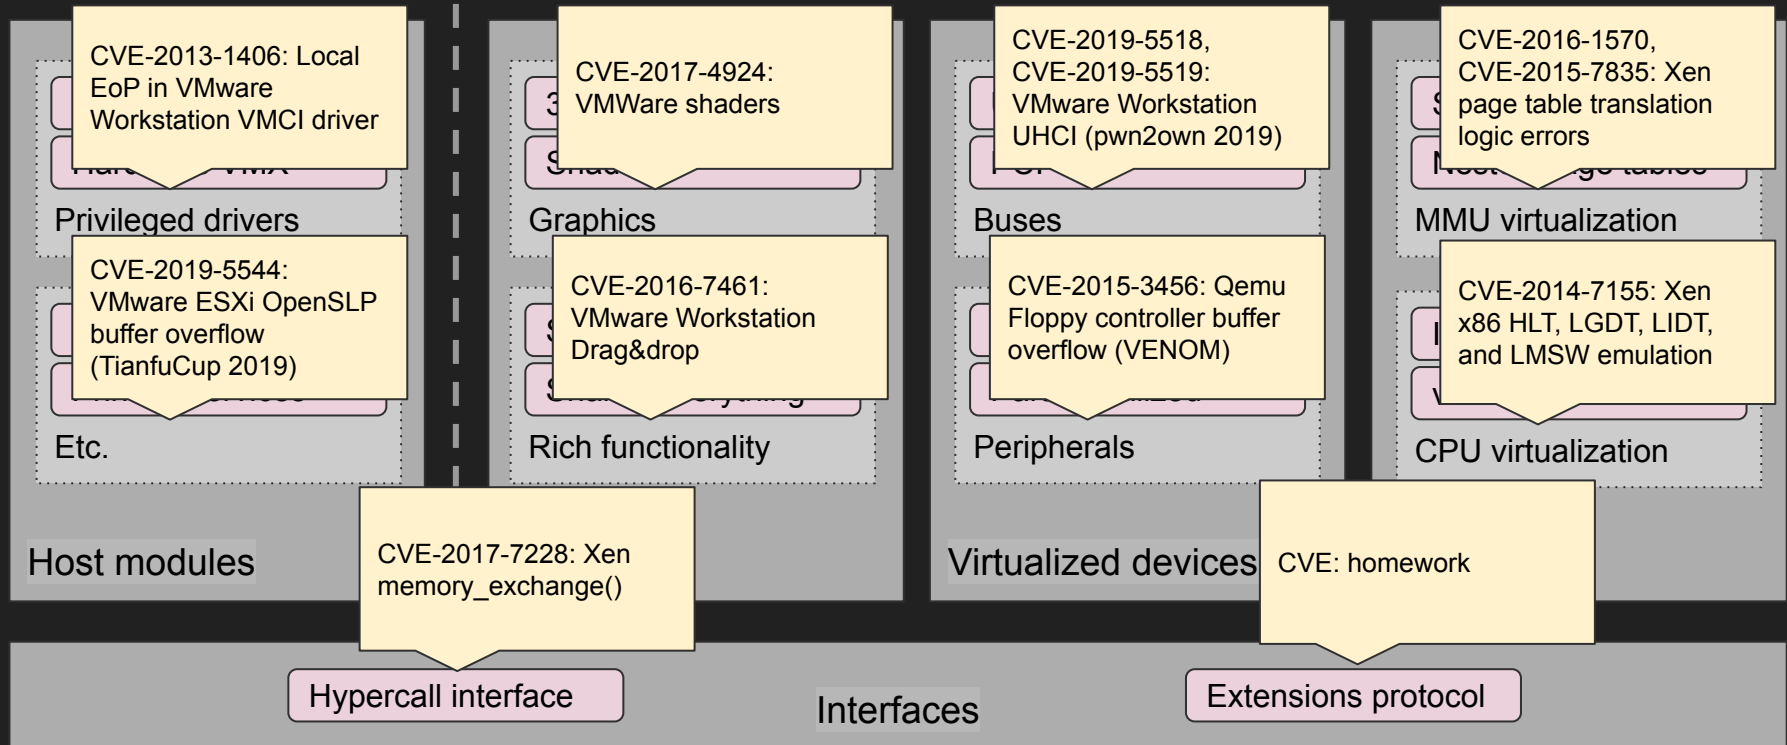 CVE-2013-1406: Local
EoP in VMware
Workstation VMCI driver
Privileged drivers
CVE-2019-5544:
VMware ESXi OpenSLP
buffer overflow
(TianfuCup 2019)
Etc.
Host modules
CVE-2017-4924:
VMWare shaders
Graphics
CVE-2016-7461:
VMware Workstation
Drag&drop
Rich functionality
CVE-2017-7228: Xen
memory_exchange()
CVE-2019-5518,
CVE-2019-5519:
VMware Workstation
UHCI (pwn2own 2019)
Buses
CVE-2015-3456: Qemu
Floppy controller buffer
overflow (VENOM)
Peripherals
Virtualized devices
CVE-2016-1570,
CVE-2015-7835: Xen
page table translation
logic errors
MMU virtualization
CVE-2014-7155: Xen
x86 HLT, LGDT, LIDT,
and LMSW emulation
CPU virtualization
CVE: homework
Hypercall interface
Interfaces
Extensions protocol